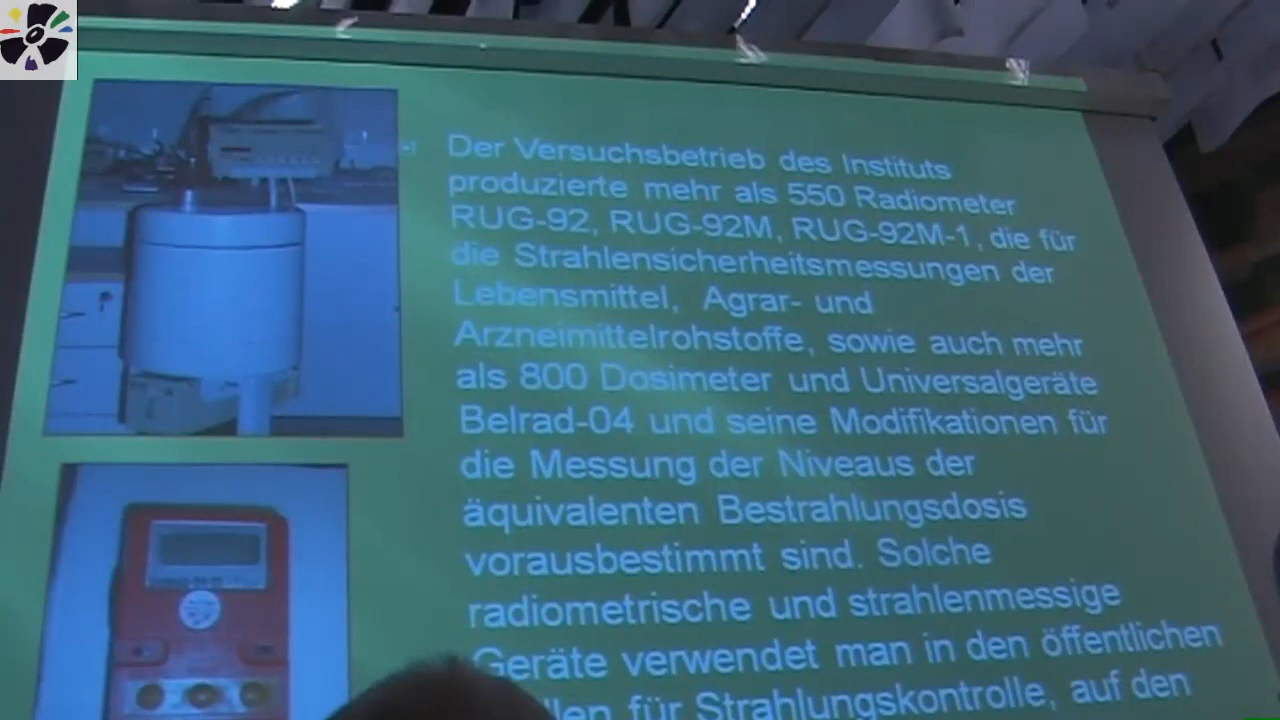 Der Versuchsbetrieb des Instituts
produzierte mehr als 550 Radiometer
RUG-92, RUG-92M, RUG-92M-1, die für
die Strahlensicherheitsmessungen der
Lebensmittel, Agrar- und
Arzneimittelrohstoffe, sowie auch mehr
als 800 Dosimeter und Universalgeräte
Belrad-04 und seine Modifikationen für
die Messung der Niveaus der
äquivalenten Bestrahlungsdosis
vorausbestimmt sind. Solche
radiometrische und strahlenmessige
Geräte verwendet man in den öffentlichen
für Strahlungskontrolle, auf den